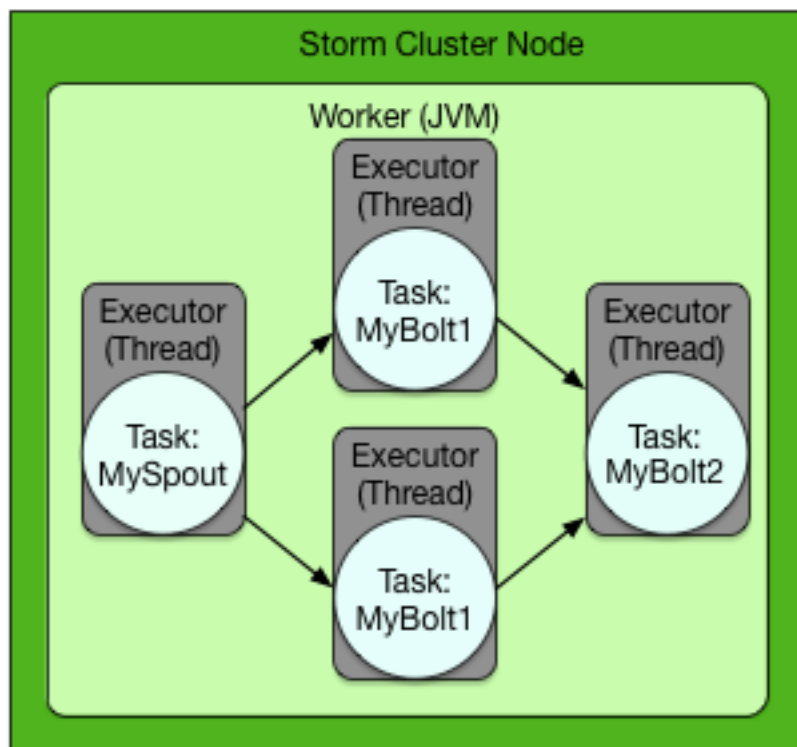 Storm Cluster Node
Worker (JVM)
Executor
(Thread)
Task:
MyBolt1
Executor
(Thread)
Task:
MySpout
Executor
(Thread)
Task:
MyBolt2
Executor
(Thread)
Task:
MyBolt1